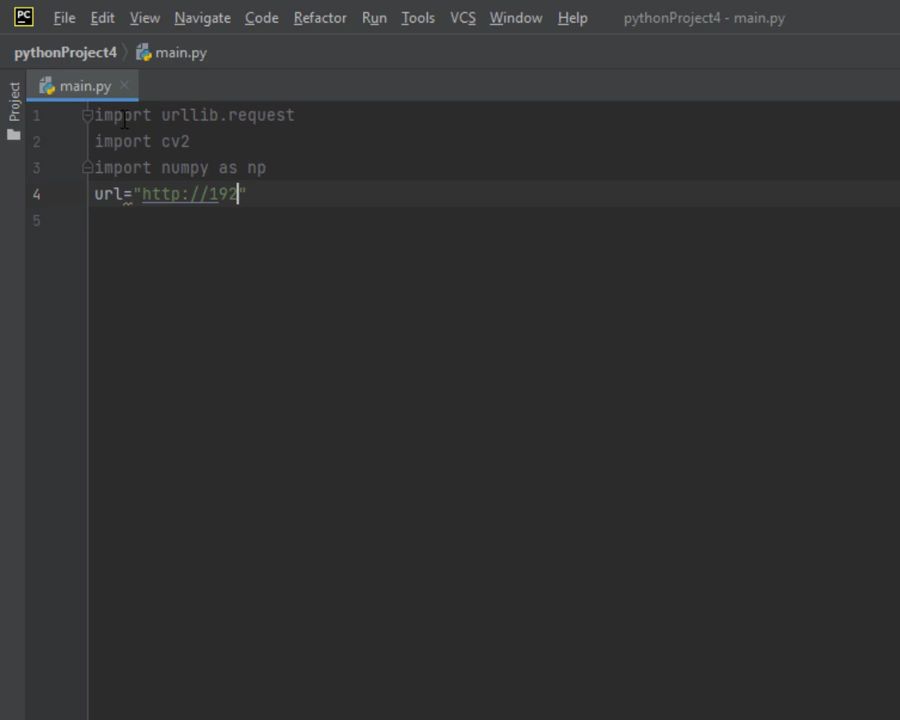 PC File Edit View Navigate Code Refactor Run Tools VCS Window Help pythonProject4 - main.py
pythonProject4 main.py
Project
main.py
1 import urllib.request
2 import cv2
3 import numpy as np
4 url="http://192"
5